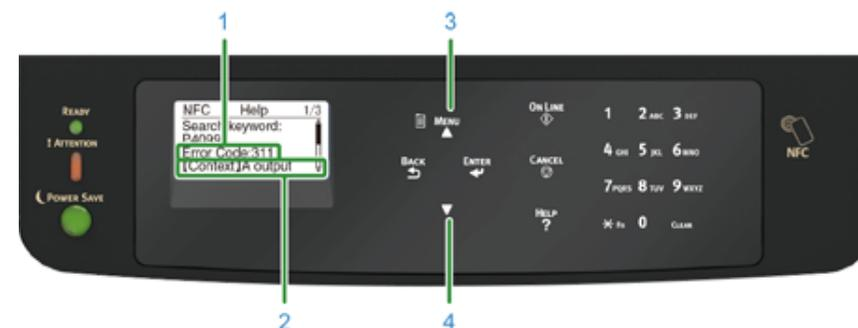 1
3
NFC Help 1/3
Search keyword:
P4099
Error Code:311
[Context]A output
READY
! ATTENTION
POWER SAVE
MENU
BACK
ENTER
ON LINE
CANCEL
HELP
?
1 2 ABC 3 DEF
4 GHI 5 JKL 6 MNO
7 PQRS 8 TUV 9 WXYZ
* Fn 0 CLEAR
NFC
2
4